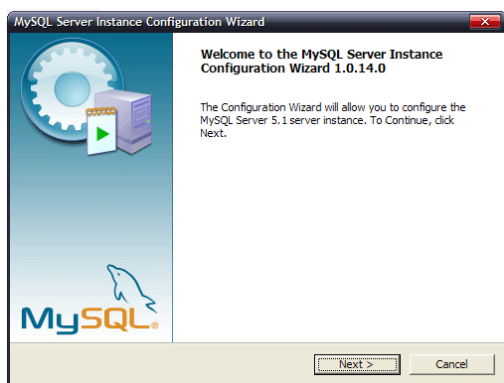 MySQL Server Instance Configuration Wizard
Welcome to the MySQL Server Instance
Configuration Wizard 1.0.14.0
The Configuration Wizard will allow you to configure the
MySQL Server 5.1 server instance. To Continue, click
Next.
MySQL®
Next >
Cancel